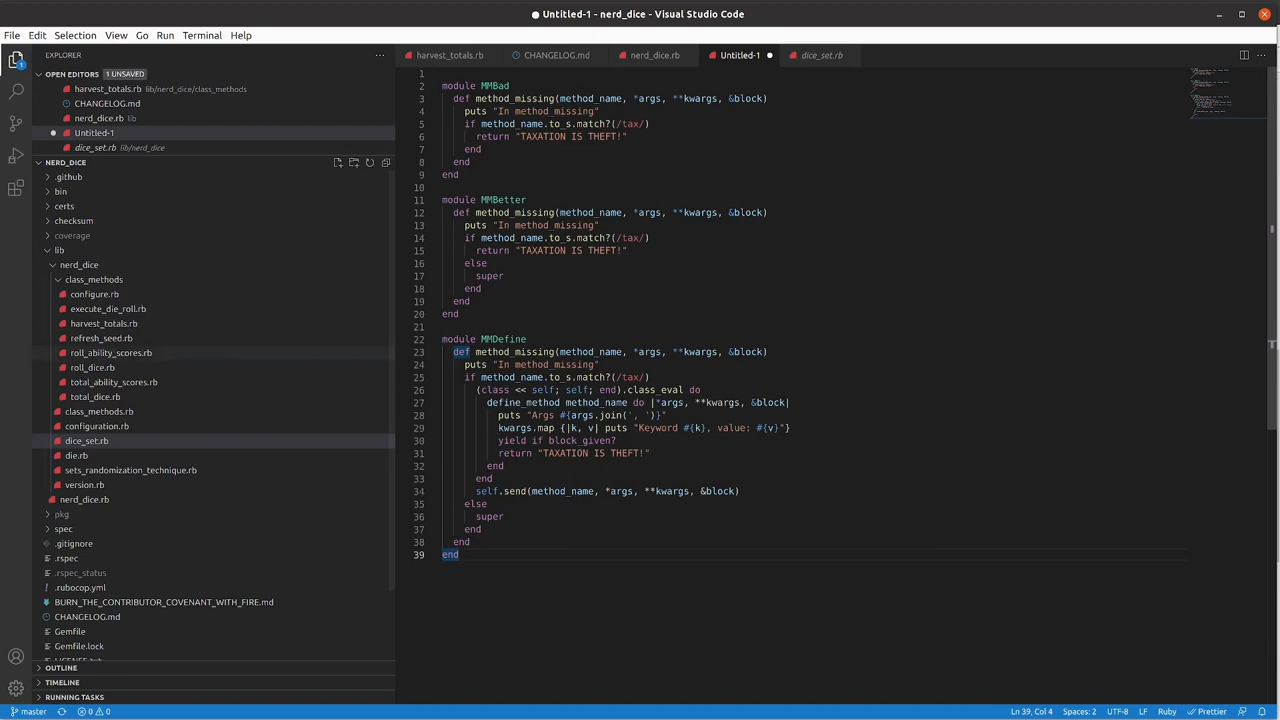 Untitled-1 - nerd_dice - Visual Studio Code
File Edit Selection View Go Run Terminal Help
EXPLORER
OPEN EDITORS 1 UNSAVED
harvest_totals.rb lib/nerd_dice/class_methods
CHANGELOG.md
nerd_dice.rb lib
Untitled-1
dice_set.rb lib/nerd_dice
NERD_DICE
.github
bin
certs
checksum
coverage
lib
nerd_dice
class_methods
configure.rb
execute_die_roll.rb
harvest_totals.rb
refresh_seed.rb
roll_ability_scores.rb
roll_dice.rb
total_ability_scores.rb
total_dice.rb
class_methods.rb
configuration.rb
dice_set.rb
die.rb
sets_randomization_technique.rb
version.rb
nerd_dice.rb
pkg
spec
.gitignore
.rspec
.rspec_status
.rubocop.yml
BURN_THE_CONTRIBUTOR_COVENANT_WITH_FIRE.md
CHANGELOG.md
Gemfile
Gemfile.lock
OUTLINE
TIMELINE
RUNNING TASKS
harvest_totals.rb CHANGELOG.md nerd_dice.rb Untitled-1 dice_set.rb
1
2 module MMBad
3 def method_missing(method_name, *args, **kwargs, &block)
4 puts "In method_missing"
5 if method_name.to_s.match?(/tax/)
6 return "TAXATION IS THEFT!"
7 end
8 end
9 end
10
11 module MMBetter
12 def method_missing(method_name, *args, **kwargs, &block)
13 puts "In method_missing"
14 if method_name.to_s.match?(/tax/)
15 return "TAXATION IS THEFT!"
16 else
17 super
18 end
19 end
20 end
21
22 module MMDefine
23 def method_missing(method_name, *args, **kwargs, &block)
24 puts "In method_missing"
25 if method_name.to_s.match?(/tax/)
26 (class << self; self; end).class_eval do
27 define_method method_name do |*args, **kwargs, &block|
28 puts "Args #{args.join(', ')}"
29 kwargs.map {|k, v| puts "Keyword #{k}, value: #{v}"}
30 yield if block_given?
31 return "TAXATION IS THEFT!"
32 end
33 end
34 self.send(method_name, *args, **kwargs, &block)
35 else
36 super
37 end
38 end
39 end
master 0 0 Ln 39, Col 4 Spaces: 2 UTF-8 LF Ruby Prettier